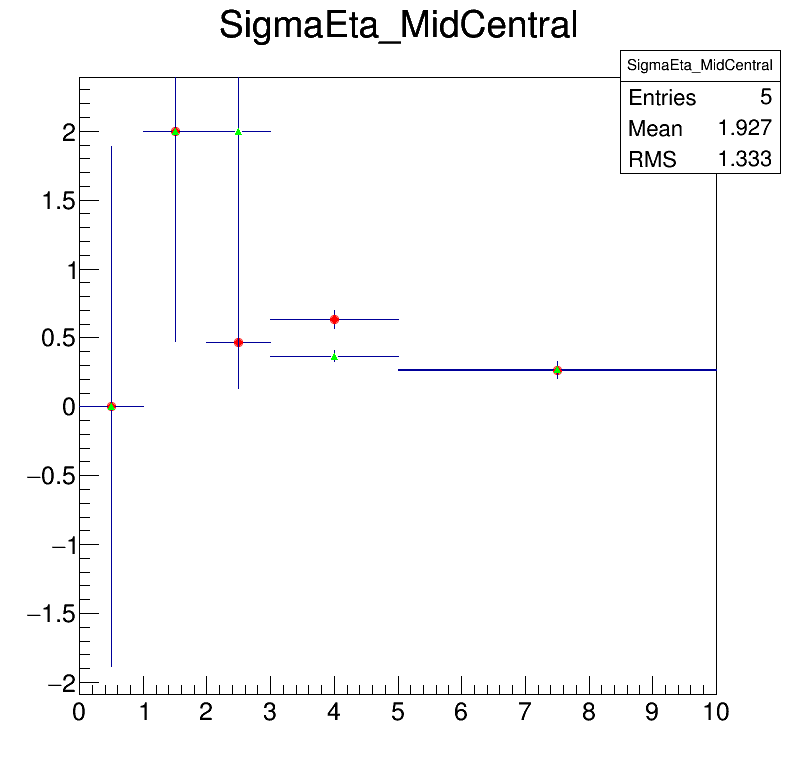 SigmaEta_MidCentral
SigmaEta_MidCentral
Entries 5
Mean 1.927
RMS 1.333
2
1.5
1
0.5
0
−0.5
−1
−1.5
−2
0 1 2 3 4 5 6 7 8 9 10